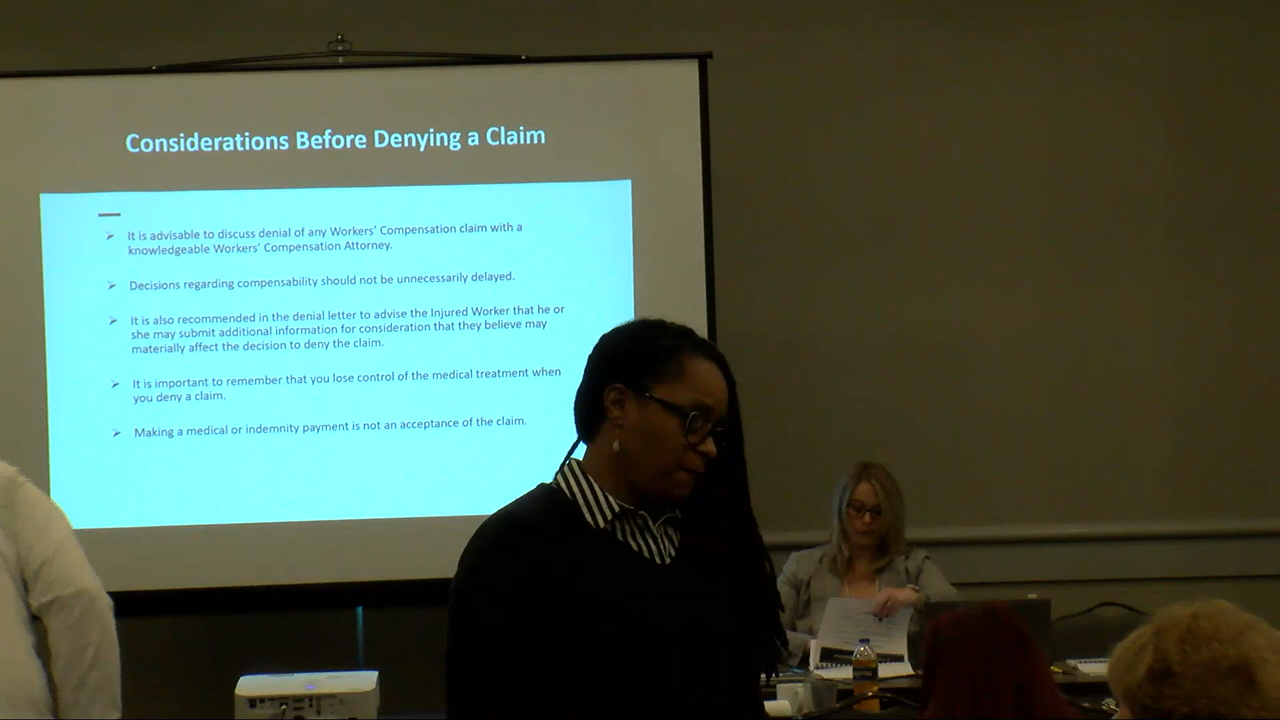 Considerations Before Denying a Claim
It is advisable to discuss denial of any Workers' Compensation claim with a
knowledgeable Workers' Compensation Attorney.
Decisions regarding compensability should not be unnecessarily delayed.
It is also recommended in the denial letter to advise the Injured Worker that he or
she may submit additional information for consideration that they believe may
materially affect the decision to deny the claim.
It is important to remember that you lose control of the medical treatment when
you deny a claim.
Making a medical or indemnity payment is not an acceptance of the claim.